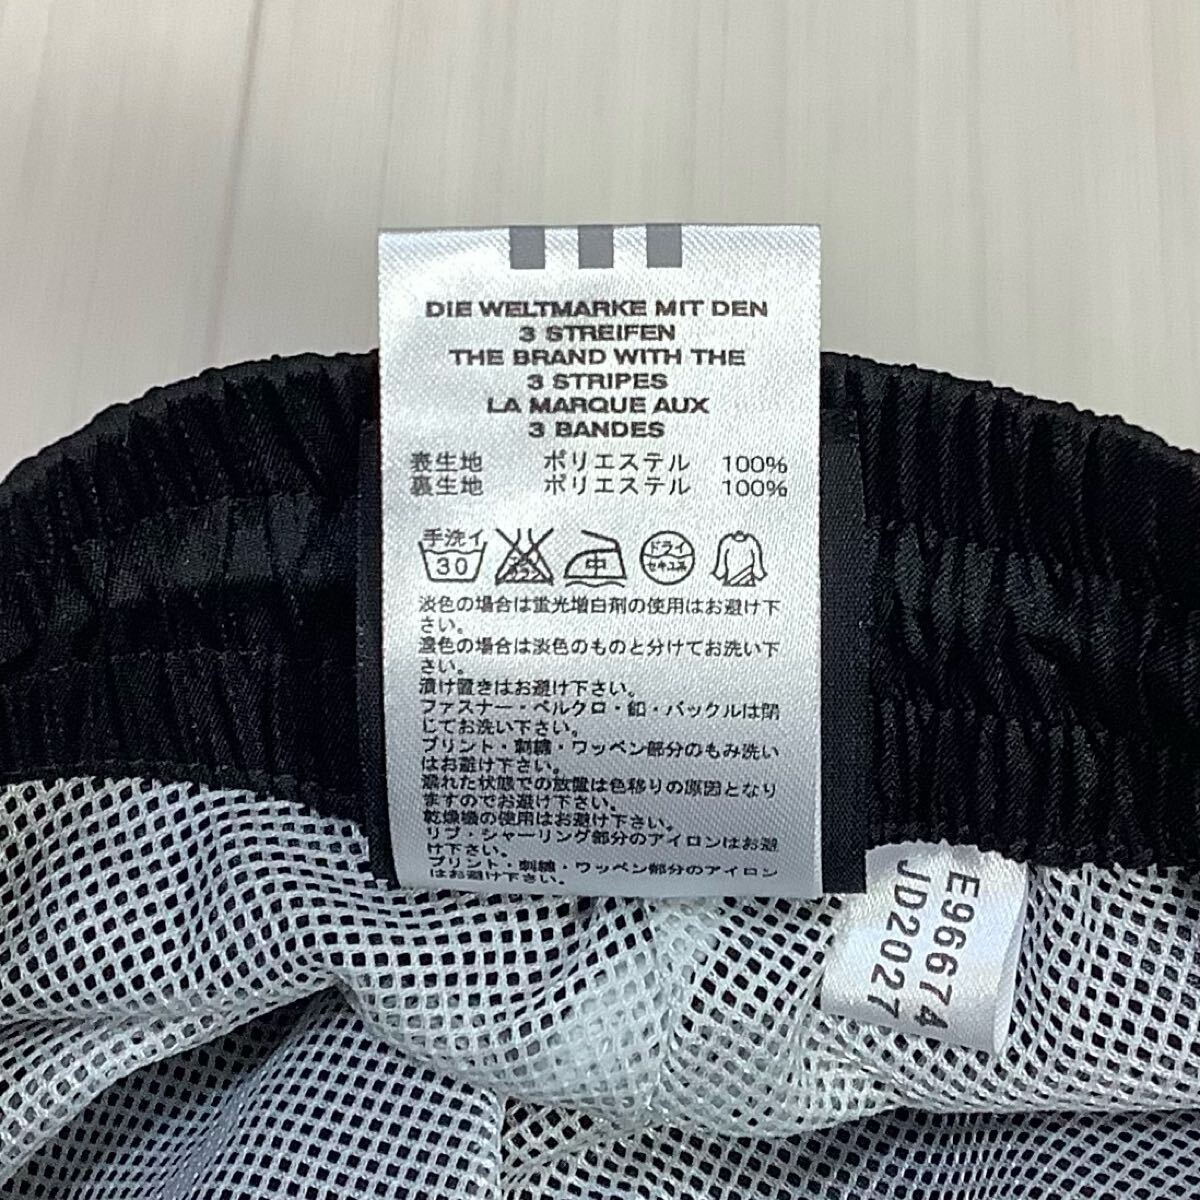 DIE WELTMARKE MIT DEN
3 STREIFEN
THE BRAND WITH THE
3 STRIPES
LA MARQUE AUX
3 BANDES
表生地 ポリエステル 100%
裏生地 ポリエステル 100%
手洗イ
30
エンソサラシ
中
ドライ
セキユ系
淡色の場合は蛍光増白剤の使用はお避け下
さい。
濃色の場合は淡色のものと分けてお洗い下
さい。
漬け置きはお避け下さい。
ファスナー・ベルクロ・釦・バックルは閉
じてお洗い下さい。
プリント・刺繍・ワッペン部分のもみ洗い
はお避け下さい。
濡れた状態での放置は色移りの原因となり
ますのでお避け下さい。
乾燥機の使用はお避け下さい。
リブ・シャーリング部分のアイロンはお避
け下さい。
プリント・刺繍・ワッペン部分のアイロン
はお避け下さい。
E96674
JD2027